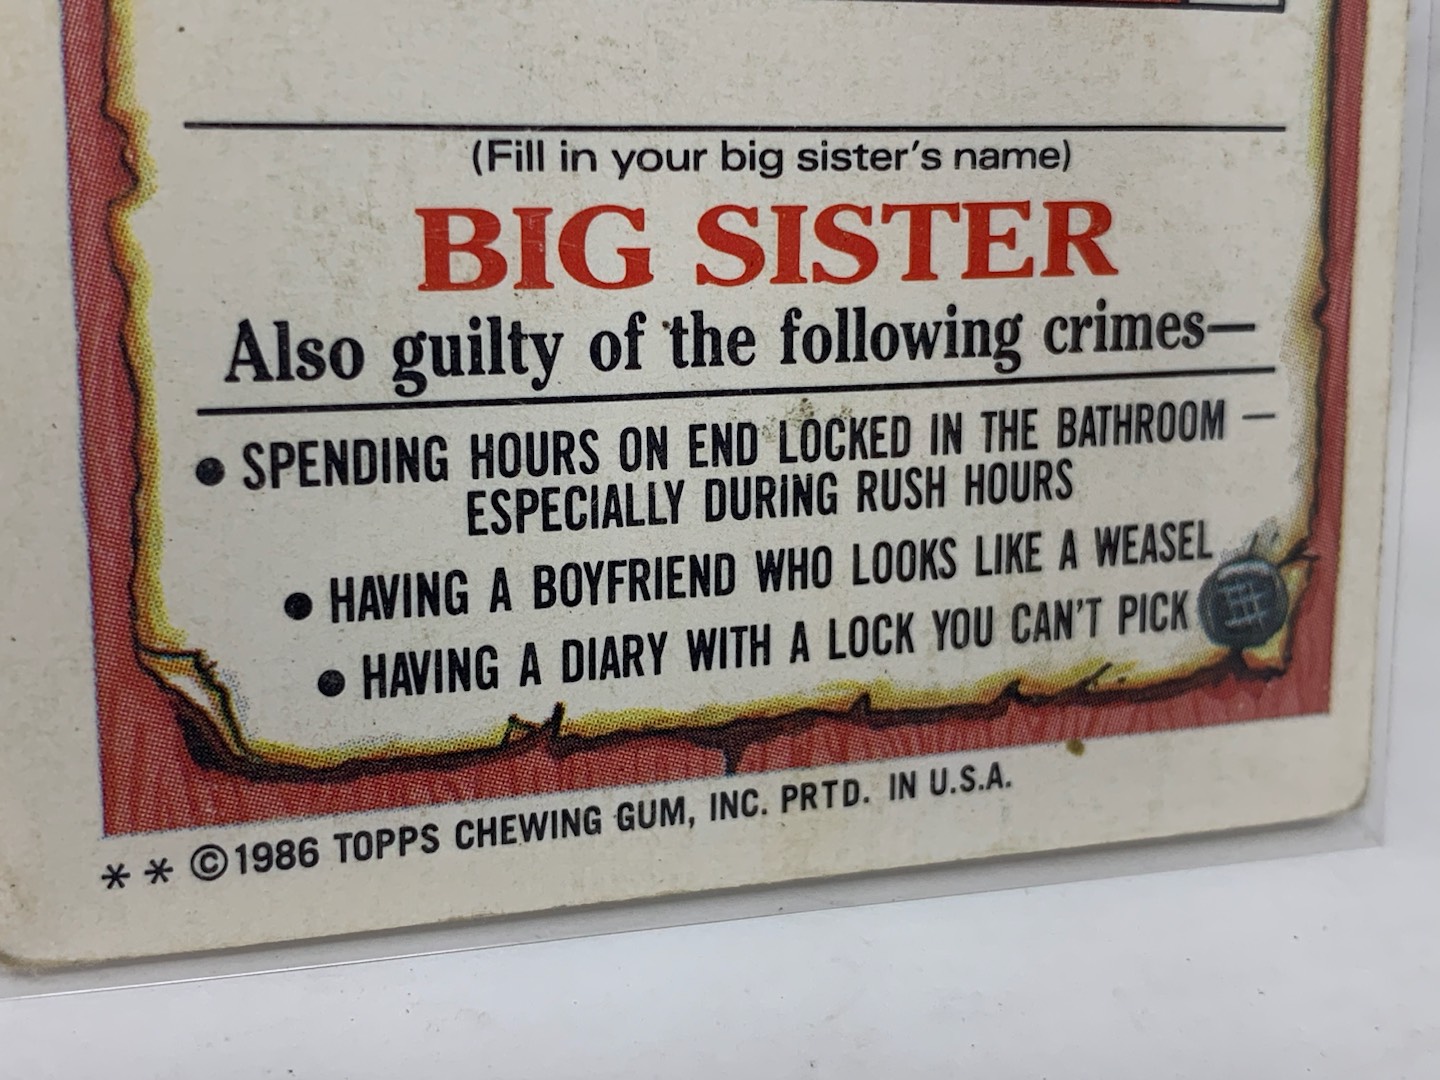 (Fill in your big sister's name)
BIG SISTER
Also guilty of the following crimes—
• SPENDING HOURS ON END LOCKED IN THE BATHROOM —
ESPECIALLY DURING RUSH HOURS
• HAVING A BOYFRIEND WHO LOOKS LIKE A WEASEL
• HAVING A DIARY WITH A LOCK YOU CAN'T PICK
* * ©1986 TOPPS CHEWING GUM, INC. PRTD. IN U.S.A.